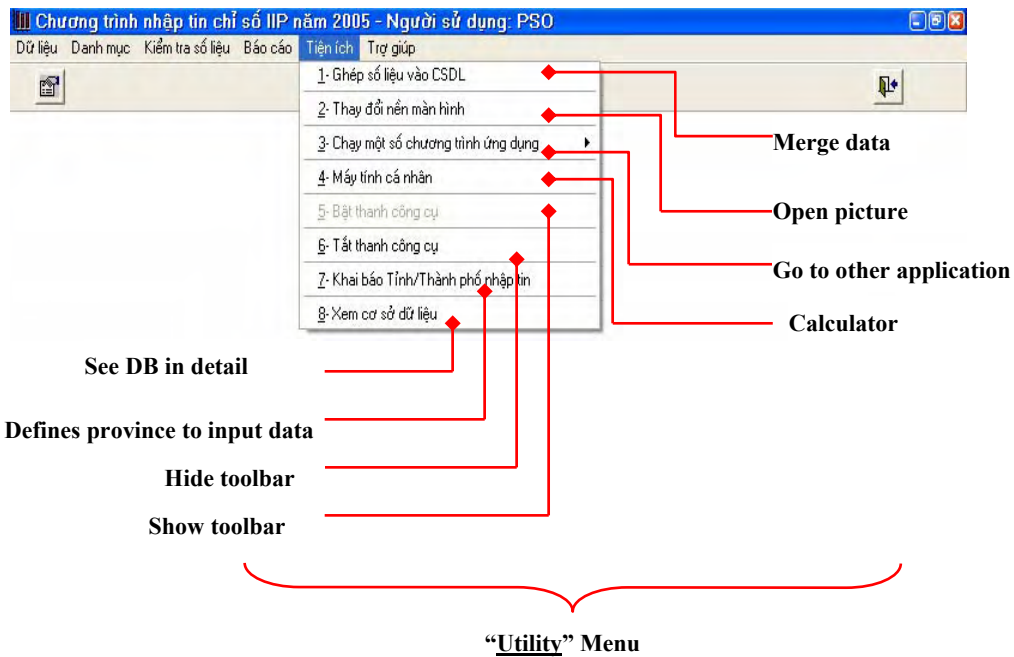 Chương trình nhập tin chỉ số IIP năm 2005 - Người sử dụng: PSO
Dữ liệu Danh mục Kiểm tra số liệu Báo cáo Tiện ích Trợ giúp
1- Ghép số liệu vào CSDL
2- Thay đổi nền màn hình
3- Chạy một số chương trình ứng dụng
4- Máy tính cá nhân
5- Bật thanh công cụ
6- Tắt thanh công cụ
7- Khai báo Tỉnh/Thành phố nhập tin
8- Xem cơ sở dữ liệu
Merge data
Open picture
Go to other application
Calculator
See DB in detail
Defines province to input data
Hide toolbar
Show toolbar
“Utility” Menu